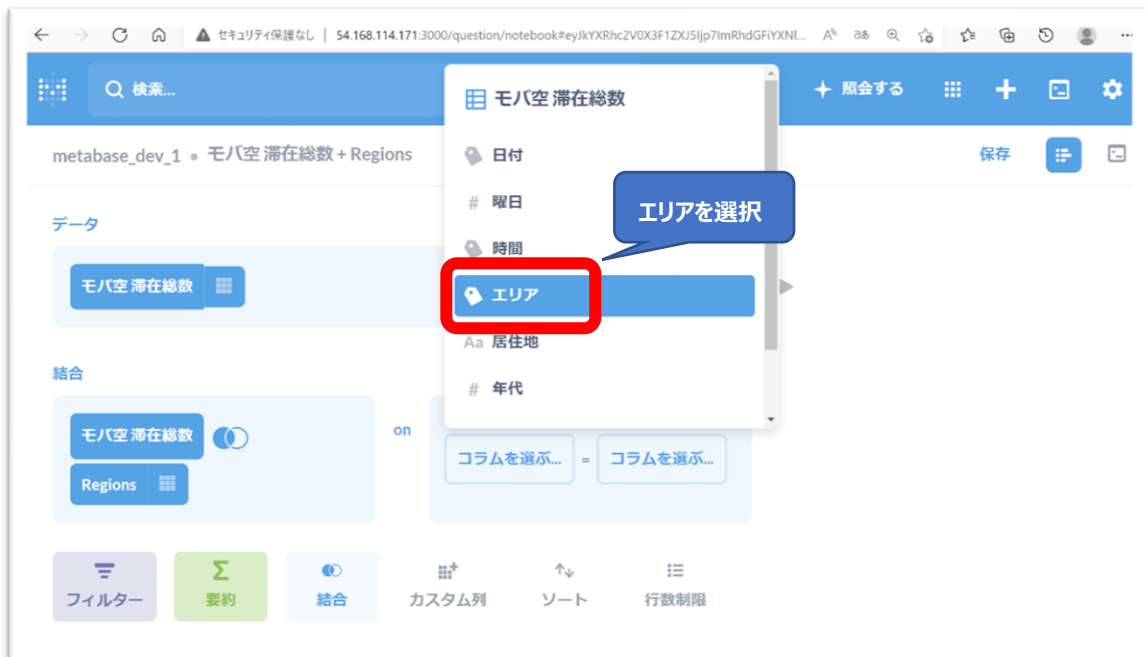 セキュリティ保護なし | 54.168.114.171:3000/question/notebook#eyJkYXRhc2V0X3F1ZXJ5Ijp7ImRhdGFiYXNl...
検索...
照会する
metabase_dev_1 • モバ空 滞在総数 + Regions
保存
モバ空 滞在総数
日付
# 曜日
時間
エリア
Aa 居住地
# 年代
エリアを選択
データ
モバ空 滞在総数
結合
モバ空 滞在総数
Regions
on
コラムを選ぶ... = コラムを選ぶ...
フィルター
要約
結合
カスタム列
ソート
行数制限